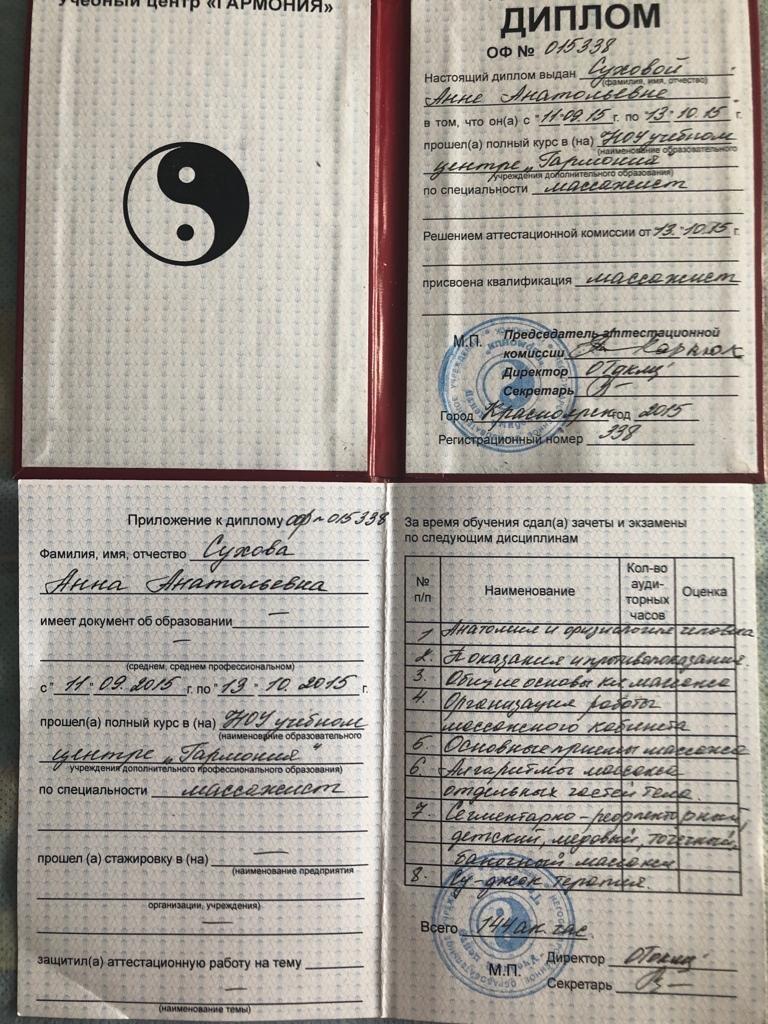 Учебный центр «ГАРМОНИЯ»
ДИПЛОМ
ОФ № 015338
Настоящий диплом выдан Суховой
(фамилия, имя, отчество)
Анне Анатольевне
в том, что он(а) с "11" 09.15 г. по "13" 10.15 г.
прошел(а) полный курс в (на) НОУ учебном
(наименование образовательного
центре „Гармония"
учреждения дополнительного образования)
по специальности массажист
Решением аттестационной комиссии от 13.10.15 г.
присвоена квалификация массажист
М.П.
Председатель аттестационной
комиссии
Директор
Секретарь
Город Красноярск год 2015
Регистрационный номер 338
Приложение к диплому оф № 015338
Фамилия, имя, отчество Сухова
Анна Анатольевна
имеет документ об образовании —
—
(среднем, среднем профессиональном)
с "11" 09.2015 г. по "13" 10.2015 г.
прошел(а) полный курс в (на) НОУ учебном
(наименование образовательного
центре „Гармония"
учреждения дополнительного профессионального образования)
по специальности массажист
прошел (а) стажировку в (на) —
(наименование предприятия
организации, учреждения)
—
защитил(а) аттестационную работу на тему
—
(наименование темы)
За время обучения сдал(а) зачеты и экзамены
по следующим дисциплинам
№ п/п Наименование Кол-во ауди-торных часов Оценка
1. Анатомия и физиология человека
2. Показания и противопоказания.
3. Общие основы массажа
4. Организация работы
массажного кабинета
5. Основные приемы массажа
6. Алгаритмы массажа
отдельных частей тела.
7. Сегментарно-рефлекторный,
детский, медовый, точечный,
баночный массажи
8. Су-джок терапия.
Всего 144 ак. час
М.П.
Директор
Секретарь